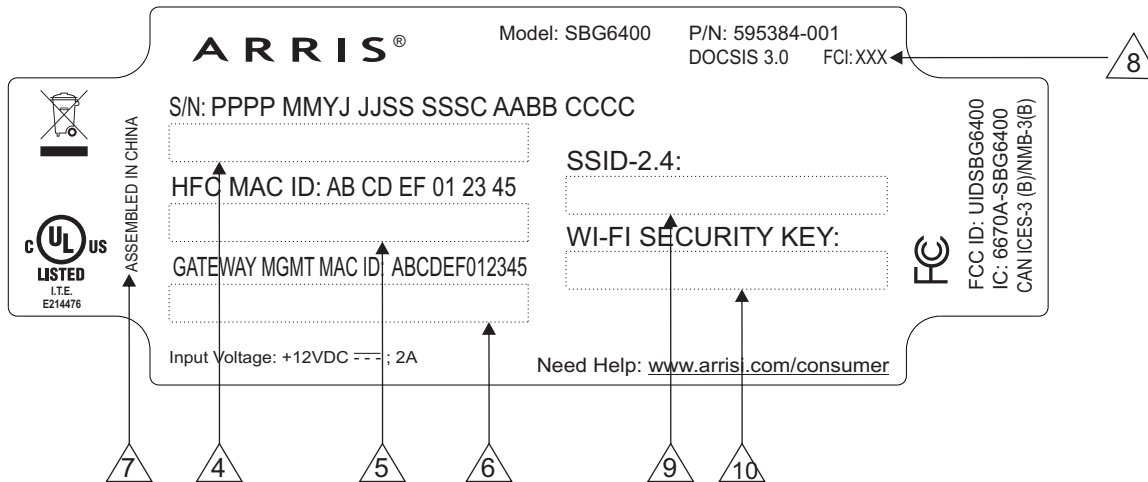 ARRIS®
Model: SBG6400 P/N: 595384-001
DOCSIS 3.0 FCI:XXX
8
S/N: PPPP MMYJ JJSS SSSC AABB CCCC
HFC MAC ID: AB CD EF 01 23 45
GATEWAY MGMT MAC ID: ABCDEF012345
Input Voltage: +12VDC ; 2A
SSID-2.4:
WI-FI SECURITY KEY:
Need Help: www.arrisi.com/consumer
ASSEMBLED IN CHINA
C UL US
LISTED
I.T.E.
E214476
FC
FCC ID: UIDSBG6400
IC: 6670A-SBG6400
CAN ICES-3 (B)/NMB-3(B)
7
4
5
6
9
10